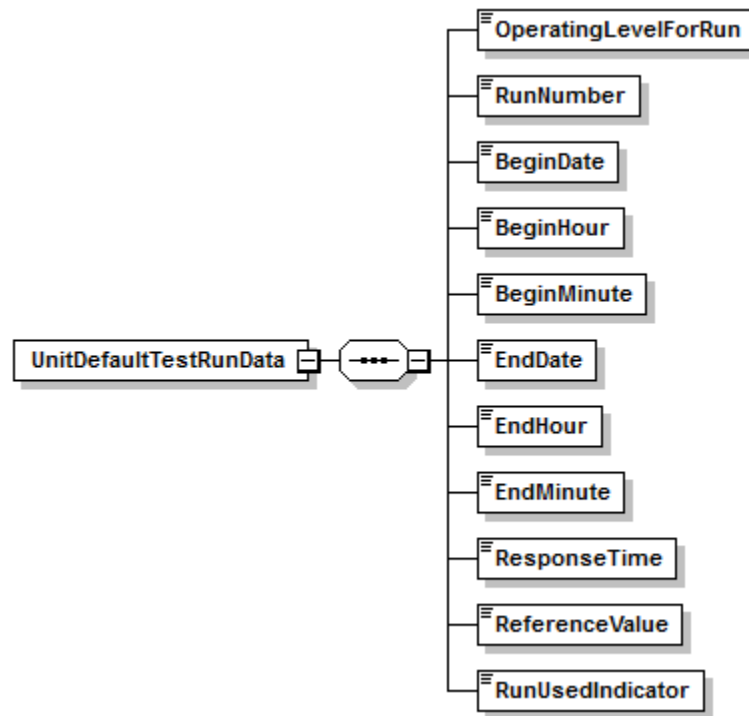 OperatingLevelForRun
RunNumber
BeginDate
BeginHour
BeginMinute
UnitDefaultTestRunData
EndDate
EndHour
EndMinute
ResponseTime
ReferenceValue
RunUsedIndicator